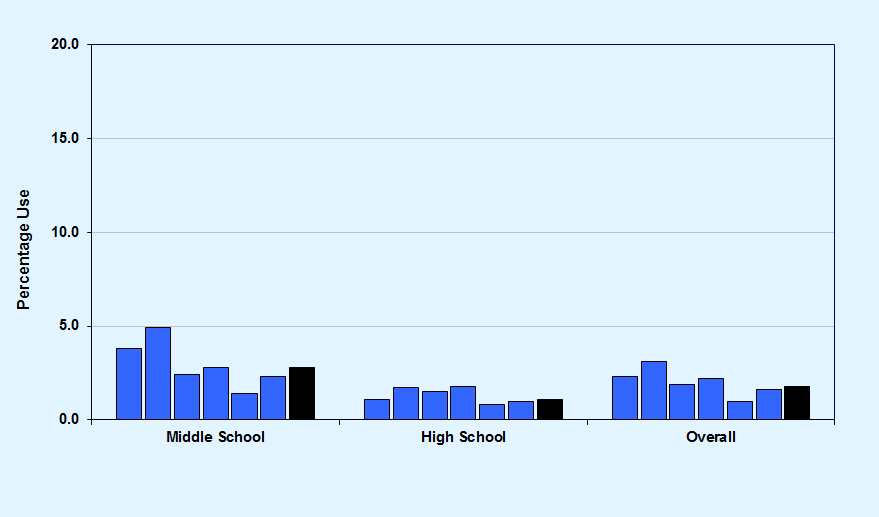 20.0
15.0
10.0
5.0
0.0
Percentage Use
Middle School
High School
Overall